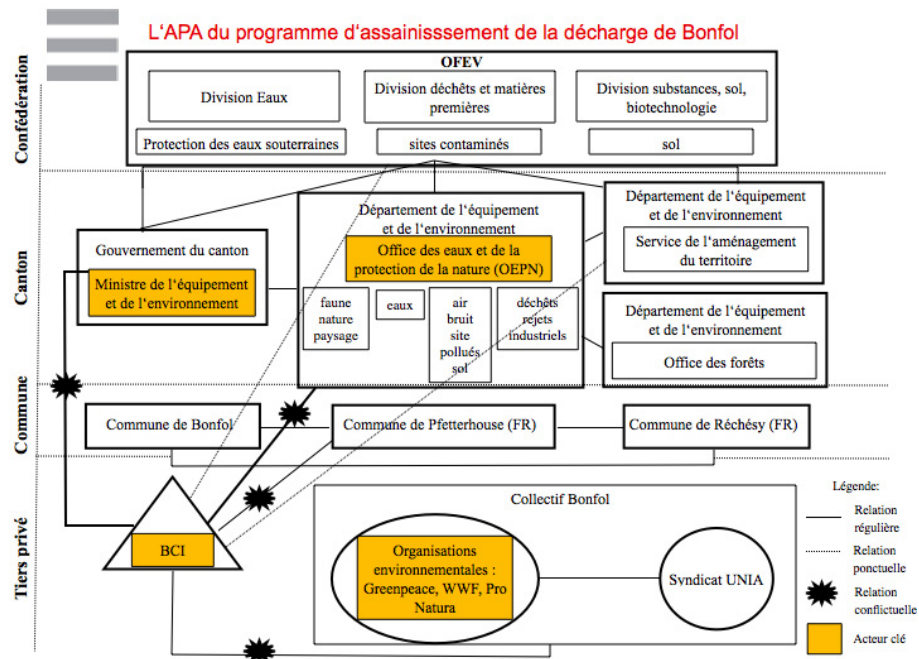 L'APA du programme d'assainisssement de la décharge de Bonfol
Confédération
OFEV
Division Eaux
Division déchêts et matières
premières
Division substances, sol,
biotechnologie
Protection des eaux souterraines
sites contaminés
sol
Canton
Gouvernement du canton
Ministre de l'équipement
et de l'environnement
Département de l'équipement
et de l'environnement
Office des eaux et de la
protection de la nature (OEPN)
faune
nature
paysage
eaux
air
bruit
site
pollués
sol
déchêts
rejets
industriels
Département de l'équipement
et de l'environnement
Service de l'aménagement
du territoire
Département de l'équipement
et de l'environnement
Office des forêts
Commune
Commune de Bonfol
Commune de Pfetterhouse (FR)
Commune de Réchésy (FR)
Tiers privé
BCI
Collectif Bonfol
Organisations
environnementales :
Greenpeace, WWF, Pro
Natura
Syndicat UNIA
Légende:
Relation
régulière
Relation
ponctuelle
Relation
conflictuelle
Acteur clé